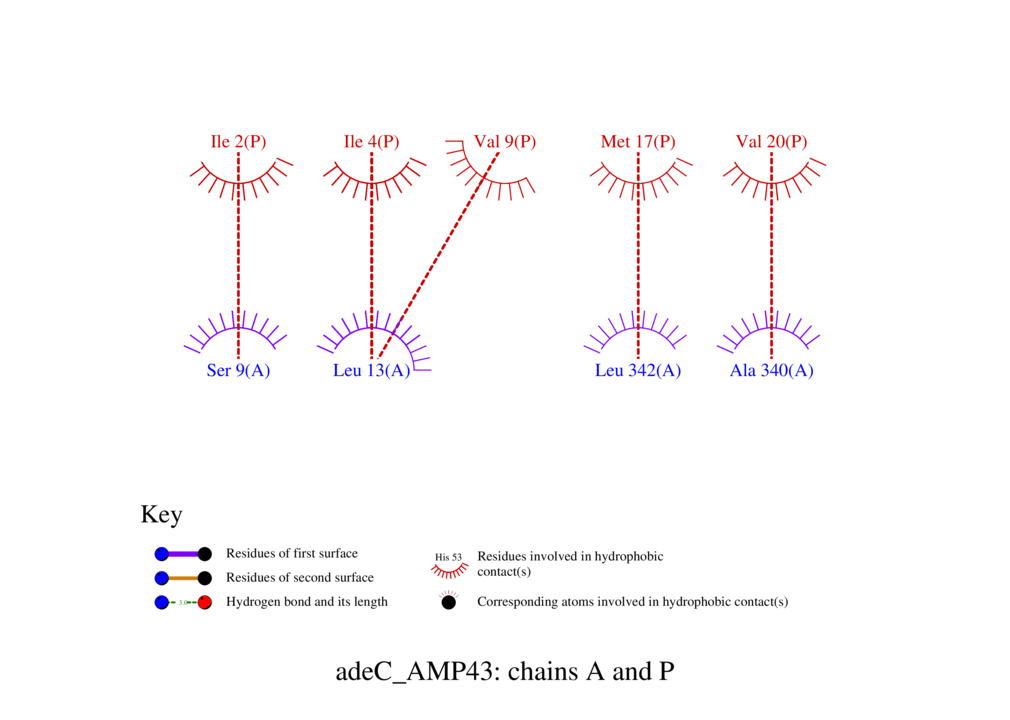 Ile 2(P) Ile 4(P) Val 9(P) Met 17(P) Val 20(P)
Ser 9(A) Leu 13(A) Leu 342(A) Ala 340(A)
Key
Residues of first surface
Residues of second surface
3.0
Hydrogen bond and its length
His 53
Residues involved in hydrophobic
contact(s)
Corresponding atoms involved in hydrophobic contact(s)
adeC_AMP43: chains A and P